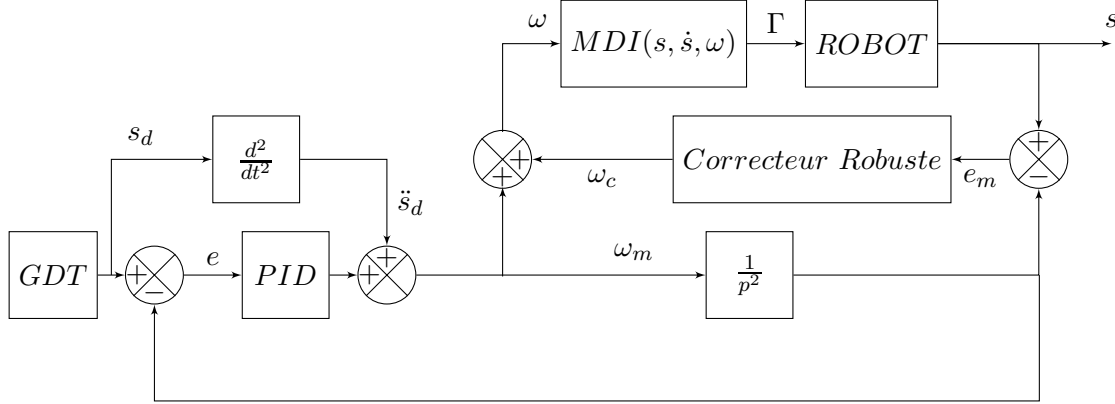 ω
MDI(s, ṡ, ω)
Γ
ROBOT
s
s_d
d²/dt²
+
+
ω_c
Correcteur Robuste
e_m
+
−
s̈_d
GDT
+
−
e
PID
+
+
ω_m
1/p²